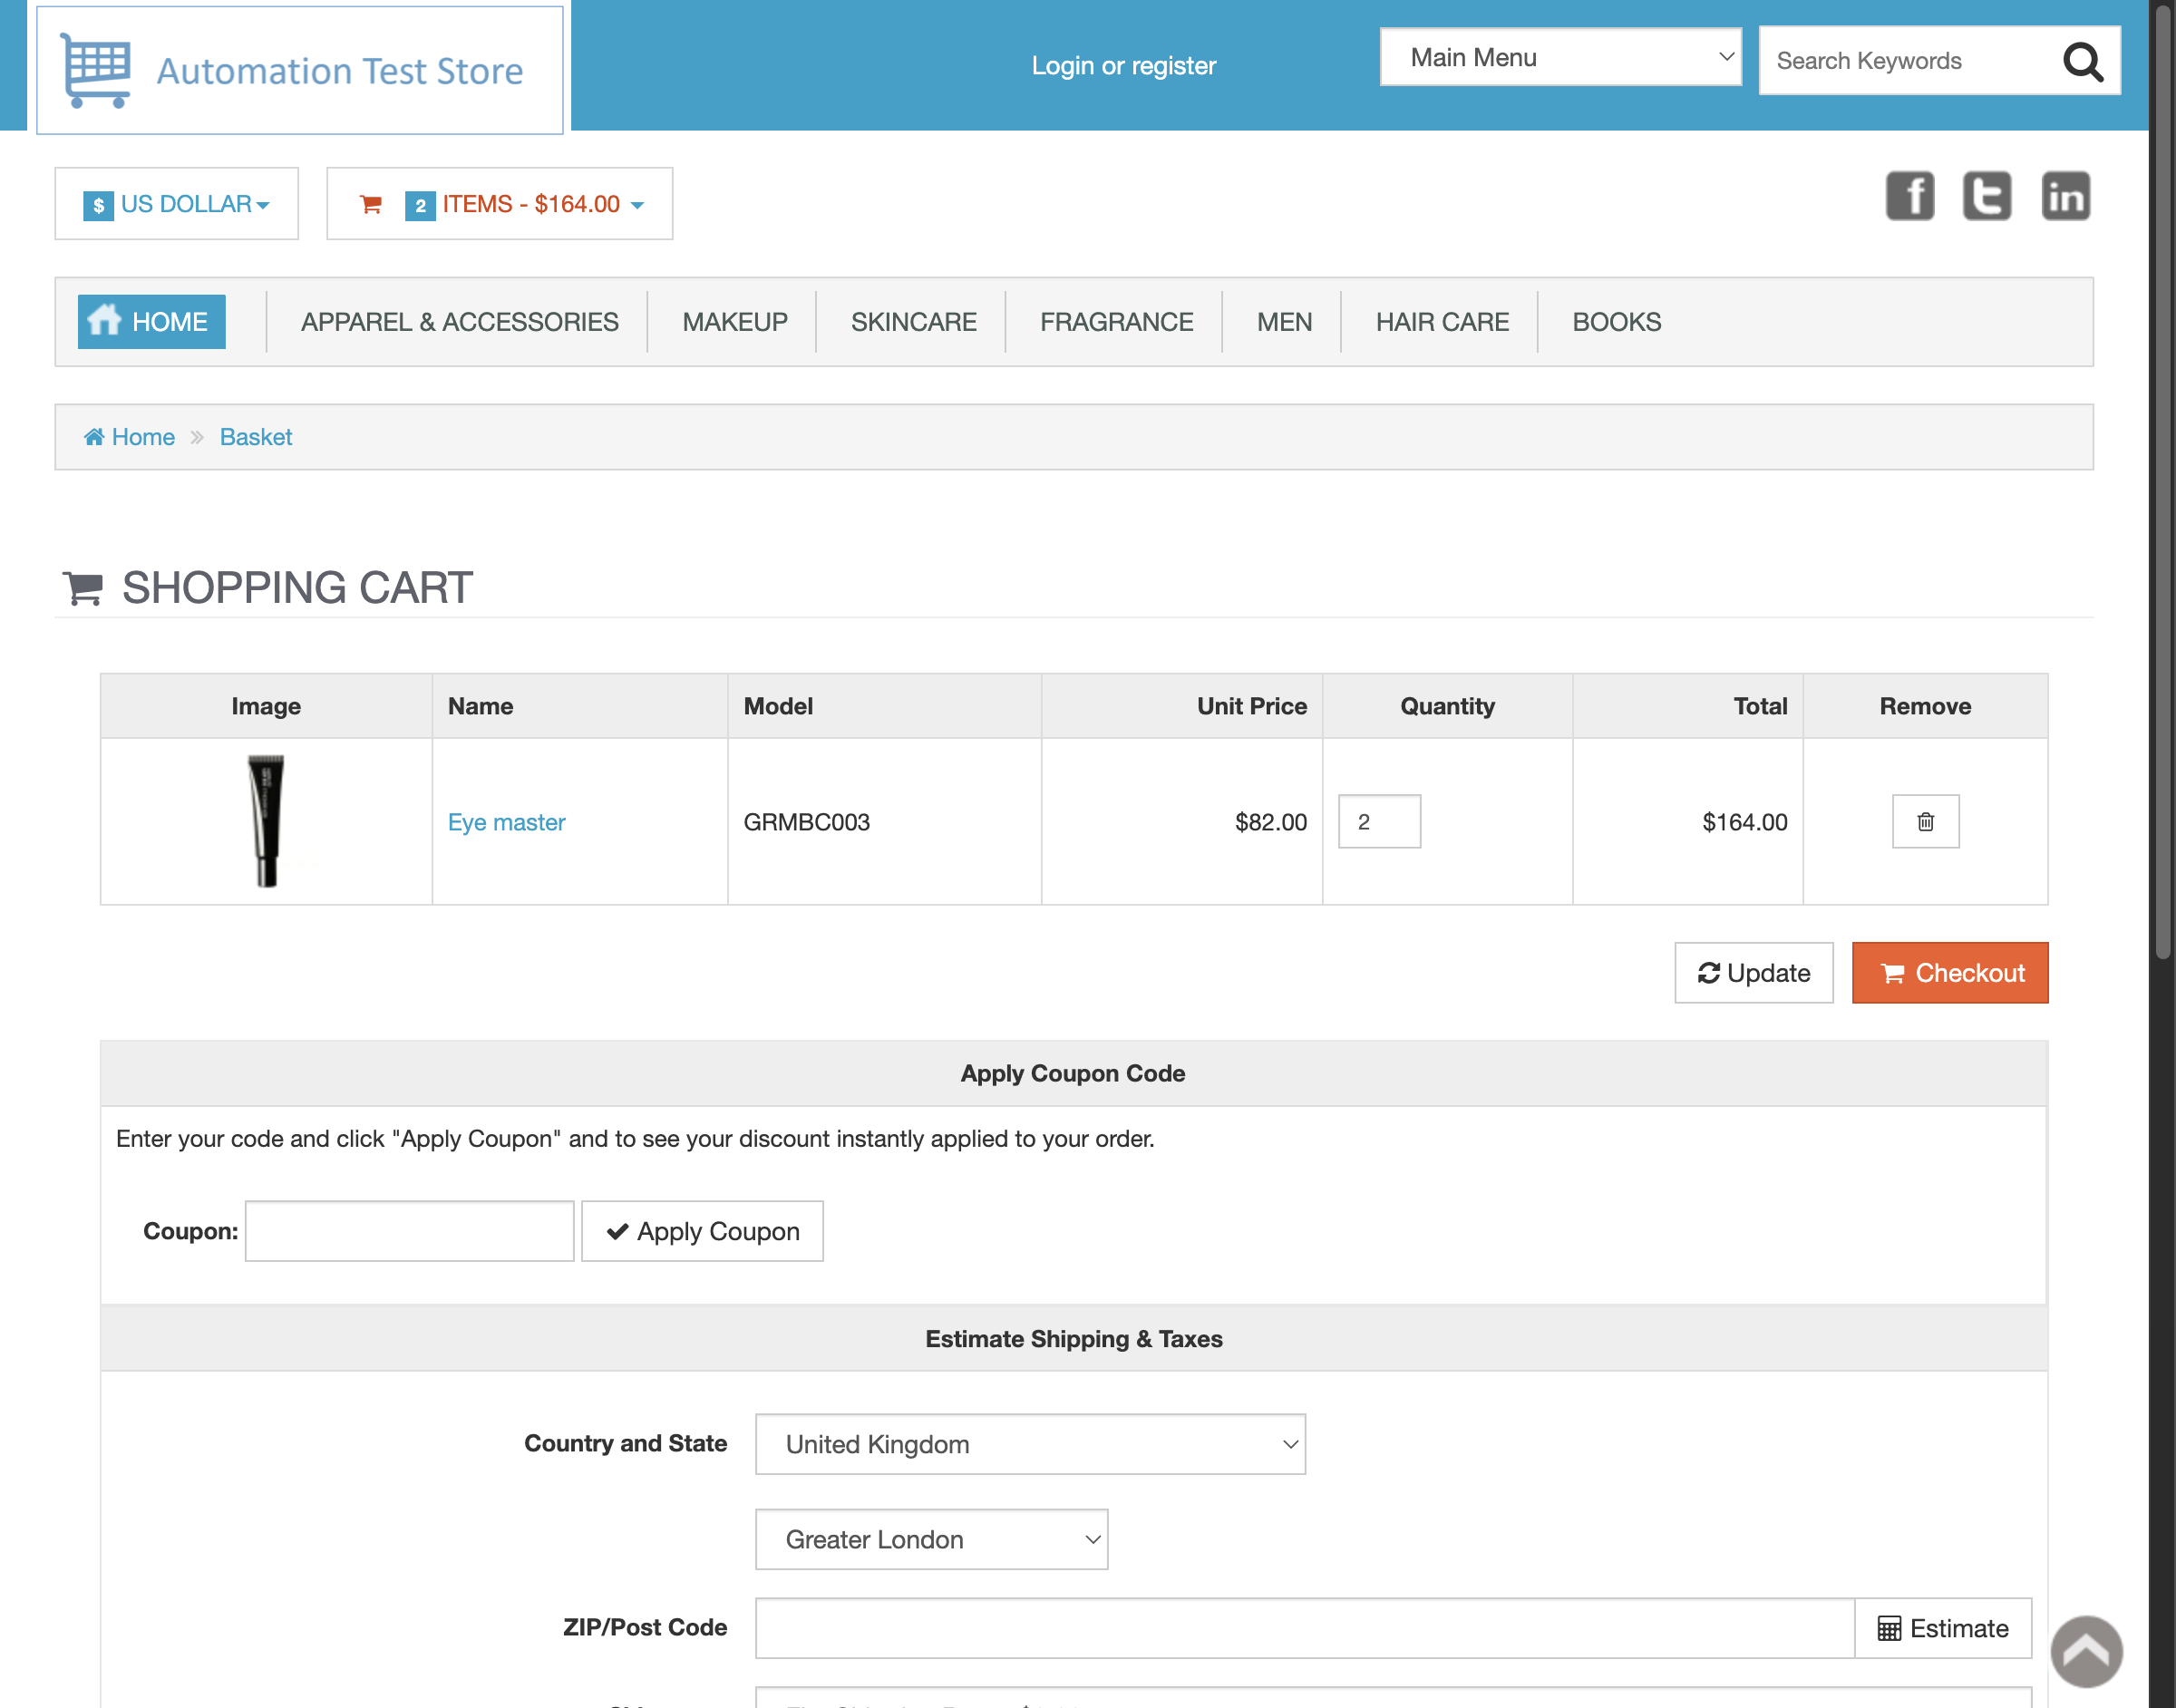 Automation Test Store
Login or register
Main Menu
Search Keywords
$ US DOLLAR
2 ITEMS - $164.00
HOME
APPAREL & ACCESSORIES
MAKEUP
SKINCARE
FRAGRANCE
MEN
HAIR CARE
BOOKS
Home » Basket
SHOPPING CART
Image Name Model Unit Price Quantity Total Remove
Eye master GRMBC003 $82.00 2 $164.00
Update
Checkout
Apply Coupon Code
Enter your code and click "Apply Coupon" and to see your discount instantly applied to your order.
Coupon:
Apply Coupon
Estimate Shipping & Taxes
Country and State
United Kingdom
Greater London
ZIP/Post Code
Estimate